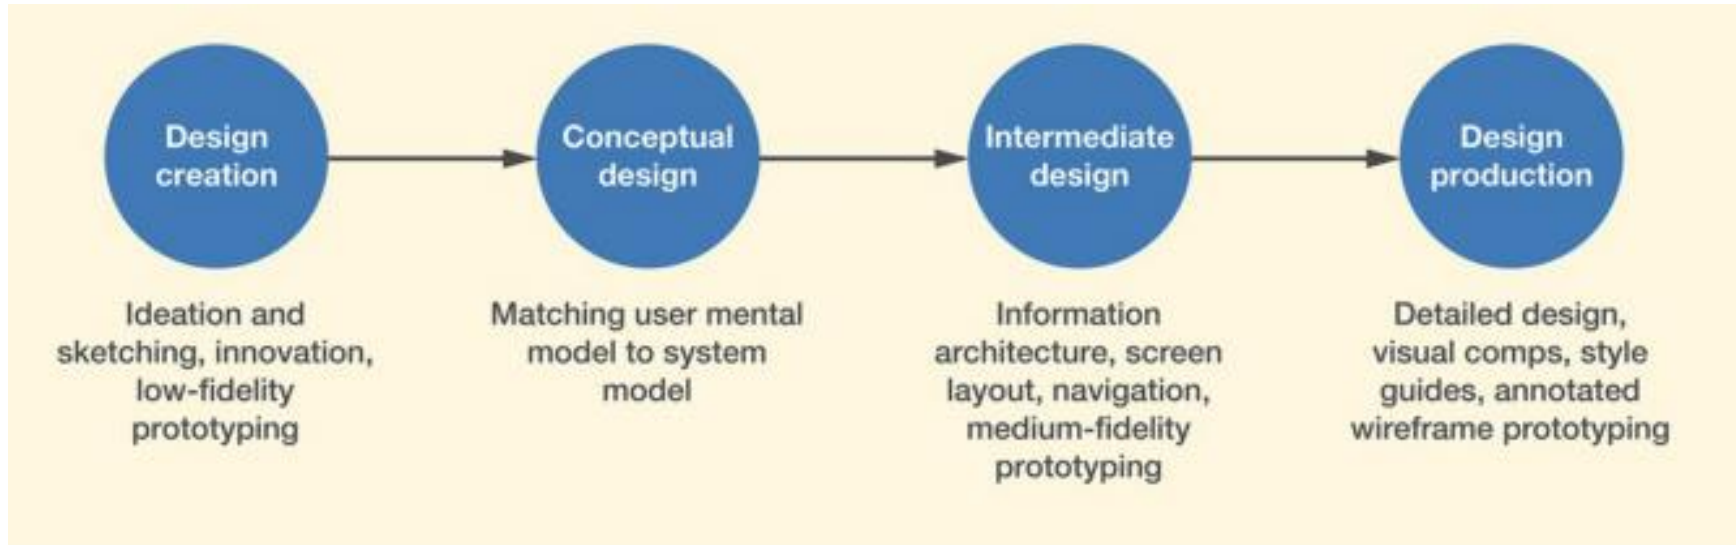 Design
creation
Conceptual
design
Intermediate
design
Design
production
Ideation and
sketching, innovation,
low-fidelity
prototyping
Matching user mental
model to system
model
Information
architecture, screen
layout, navigation,
medium-fidelity
prototyping
Detailed design,
visual comps, style
guides, annotated
wireframe prototyping